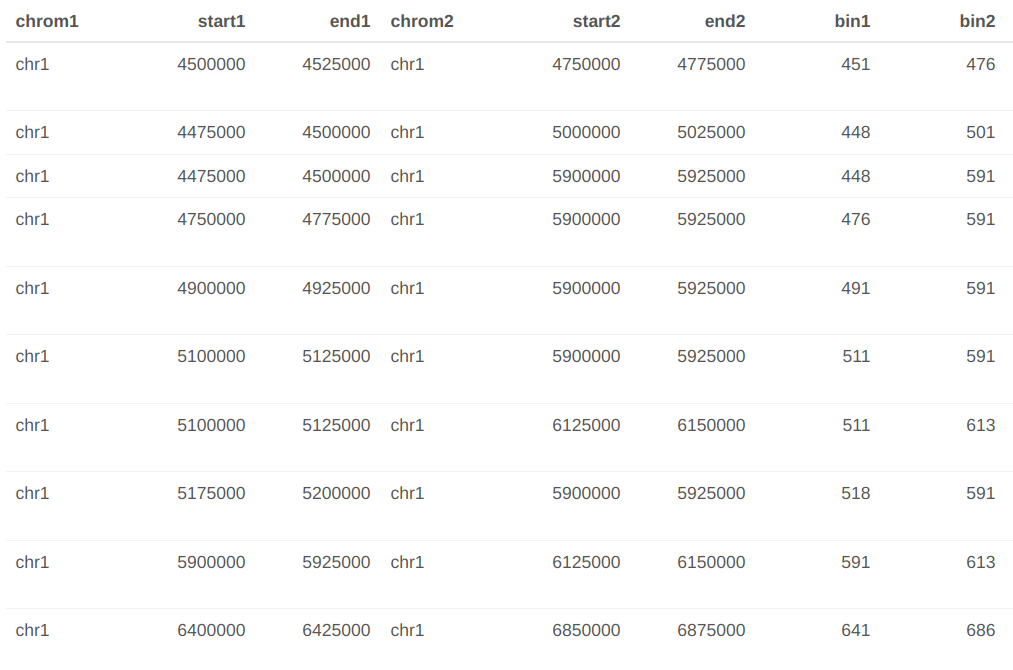 chrom1 start1 end1 chrom2 start2 end2 bin1 bin2
chr1 4500000 4525000 chr1 4750000 4775000 451 476
chr1 4475000 4500000 chr1 5000000 5025000 448 501
chr1 4475000 4500000 chr1 5900000 5925000 448 591
chr1 4750000 4775000 chr1 5900000 5925000 476 591
chr1 4900000 4925000 chr1 5900000 5925000 491 591
chr1 5100000 5125000 chr1 5900000 5925000 511 591
chr1 5100000 5125000 chr1 6125000 6150000 511 613
chr1 5175000 5200000 chr1 5900000 5925000 518 591
chr1 5900000 5925000 chr1 6125000 6150000 591 613
chr1 6400000 6425000 chr1 6850000 6875000 641 686